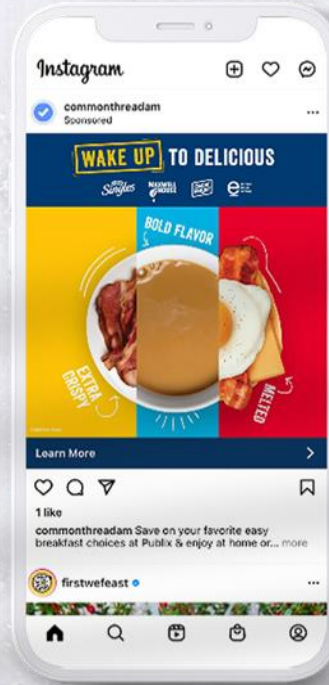 Instagram
commonthreadam
Sponsored
WAKE UP TO DELICIOUS
Singles MAXWELL HOUSE
BOLD FLAVOR
EXTRA CRISPY
MELTED
Learn More
1 like
commonthreadam Save on your favorite easy
breakfast choices at Publix & enjoy at home or... more
firstwefeast